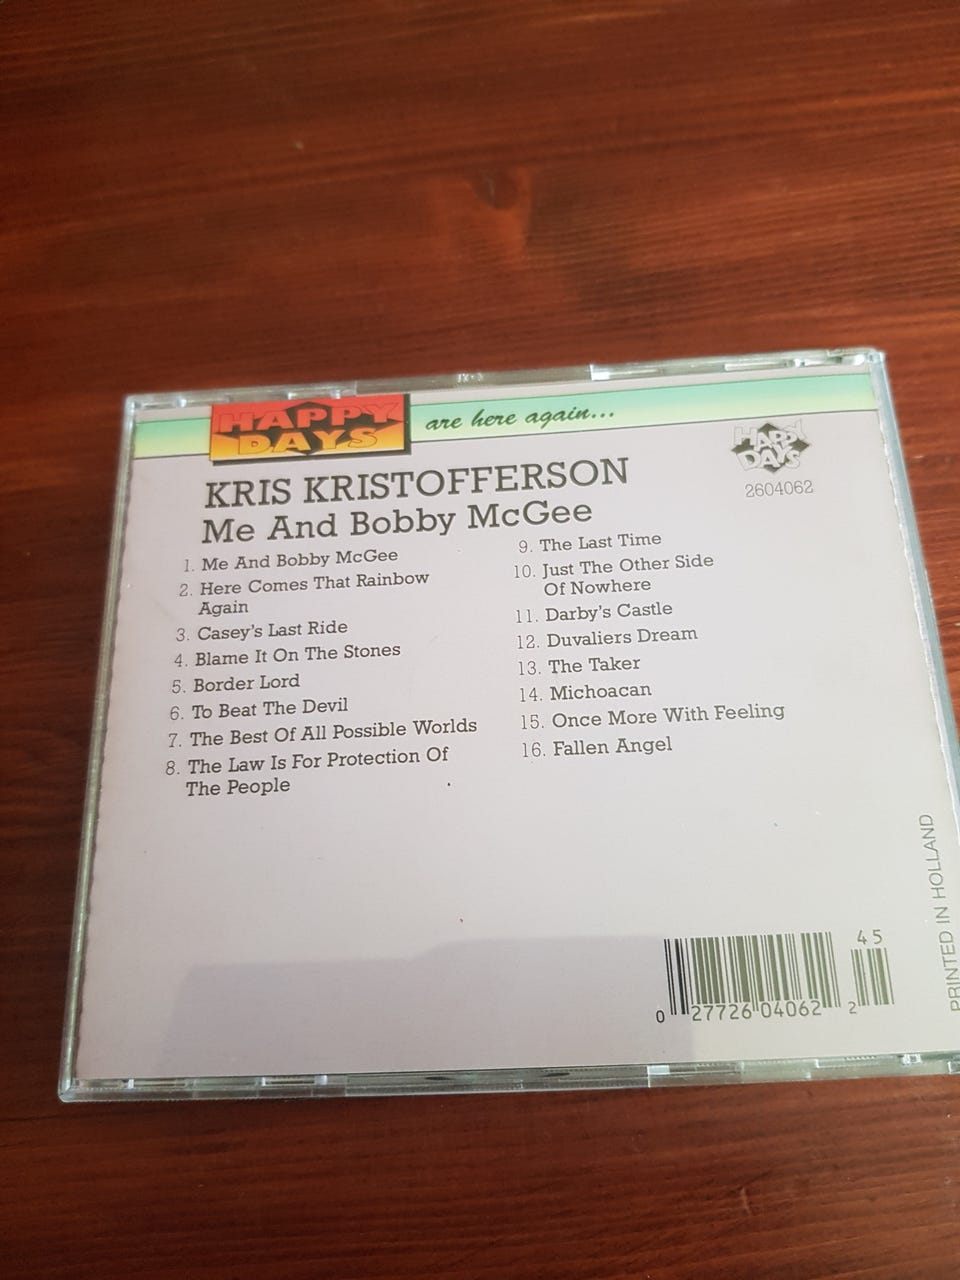 HAPPY DAYS are here again...
HAPPY DAYS
2604062
KRIS KRISTOFFERSON
Me And Bobby McGee
1. Me And Bobby McGee
2. Here Comes That Rainbow
Again
3. Casey's Last Ride
4. Blame It On The Stones
5. Border Lord
6. To Beat The Devil
7. The Best Of All Possible Worlds
8. The Law Is For Protection Of
The People
9. The Last Time
10. Just The Other Side
Of Nowhere
11. Darby's Castle
12. Duvaliers Dream
13. The Taker
14. Michoacan
15. Once More With Feeling
16. Fallen Angel
PRINTED IN HOLLAND
45
0 27726 04062 2